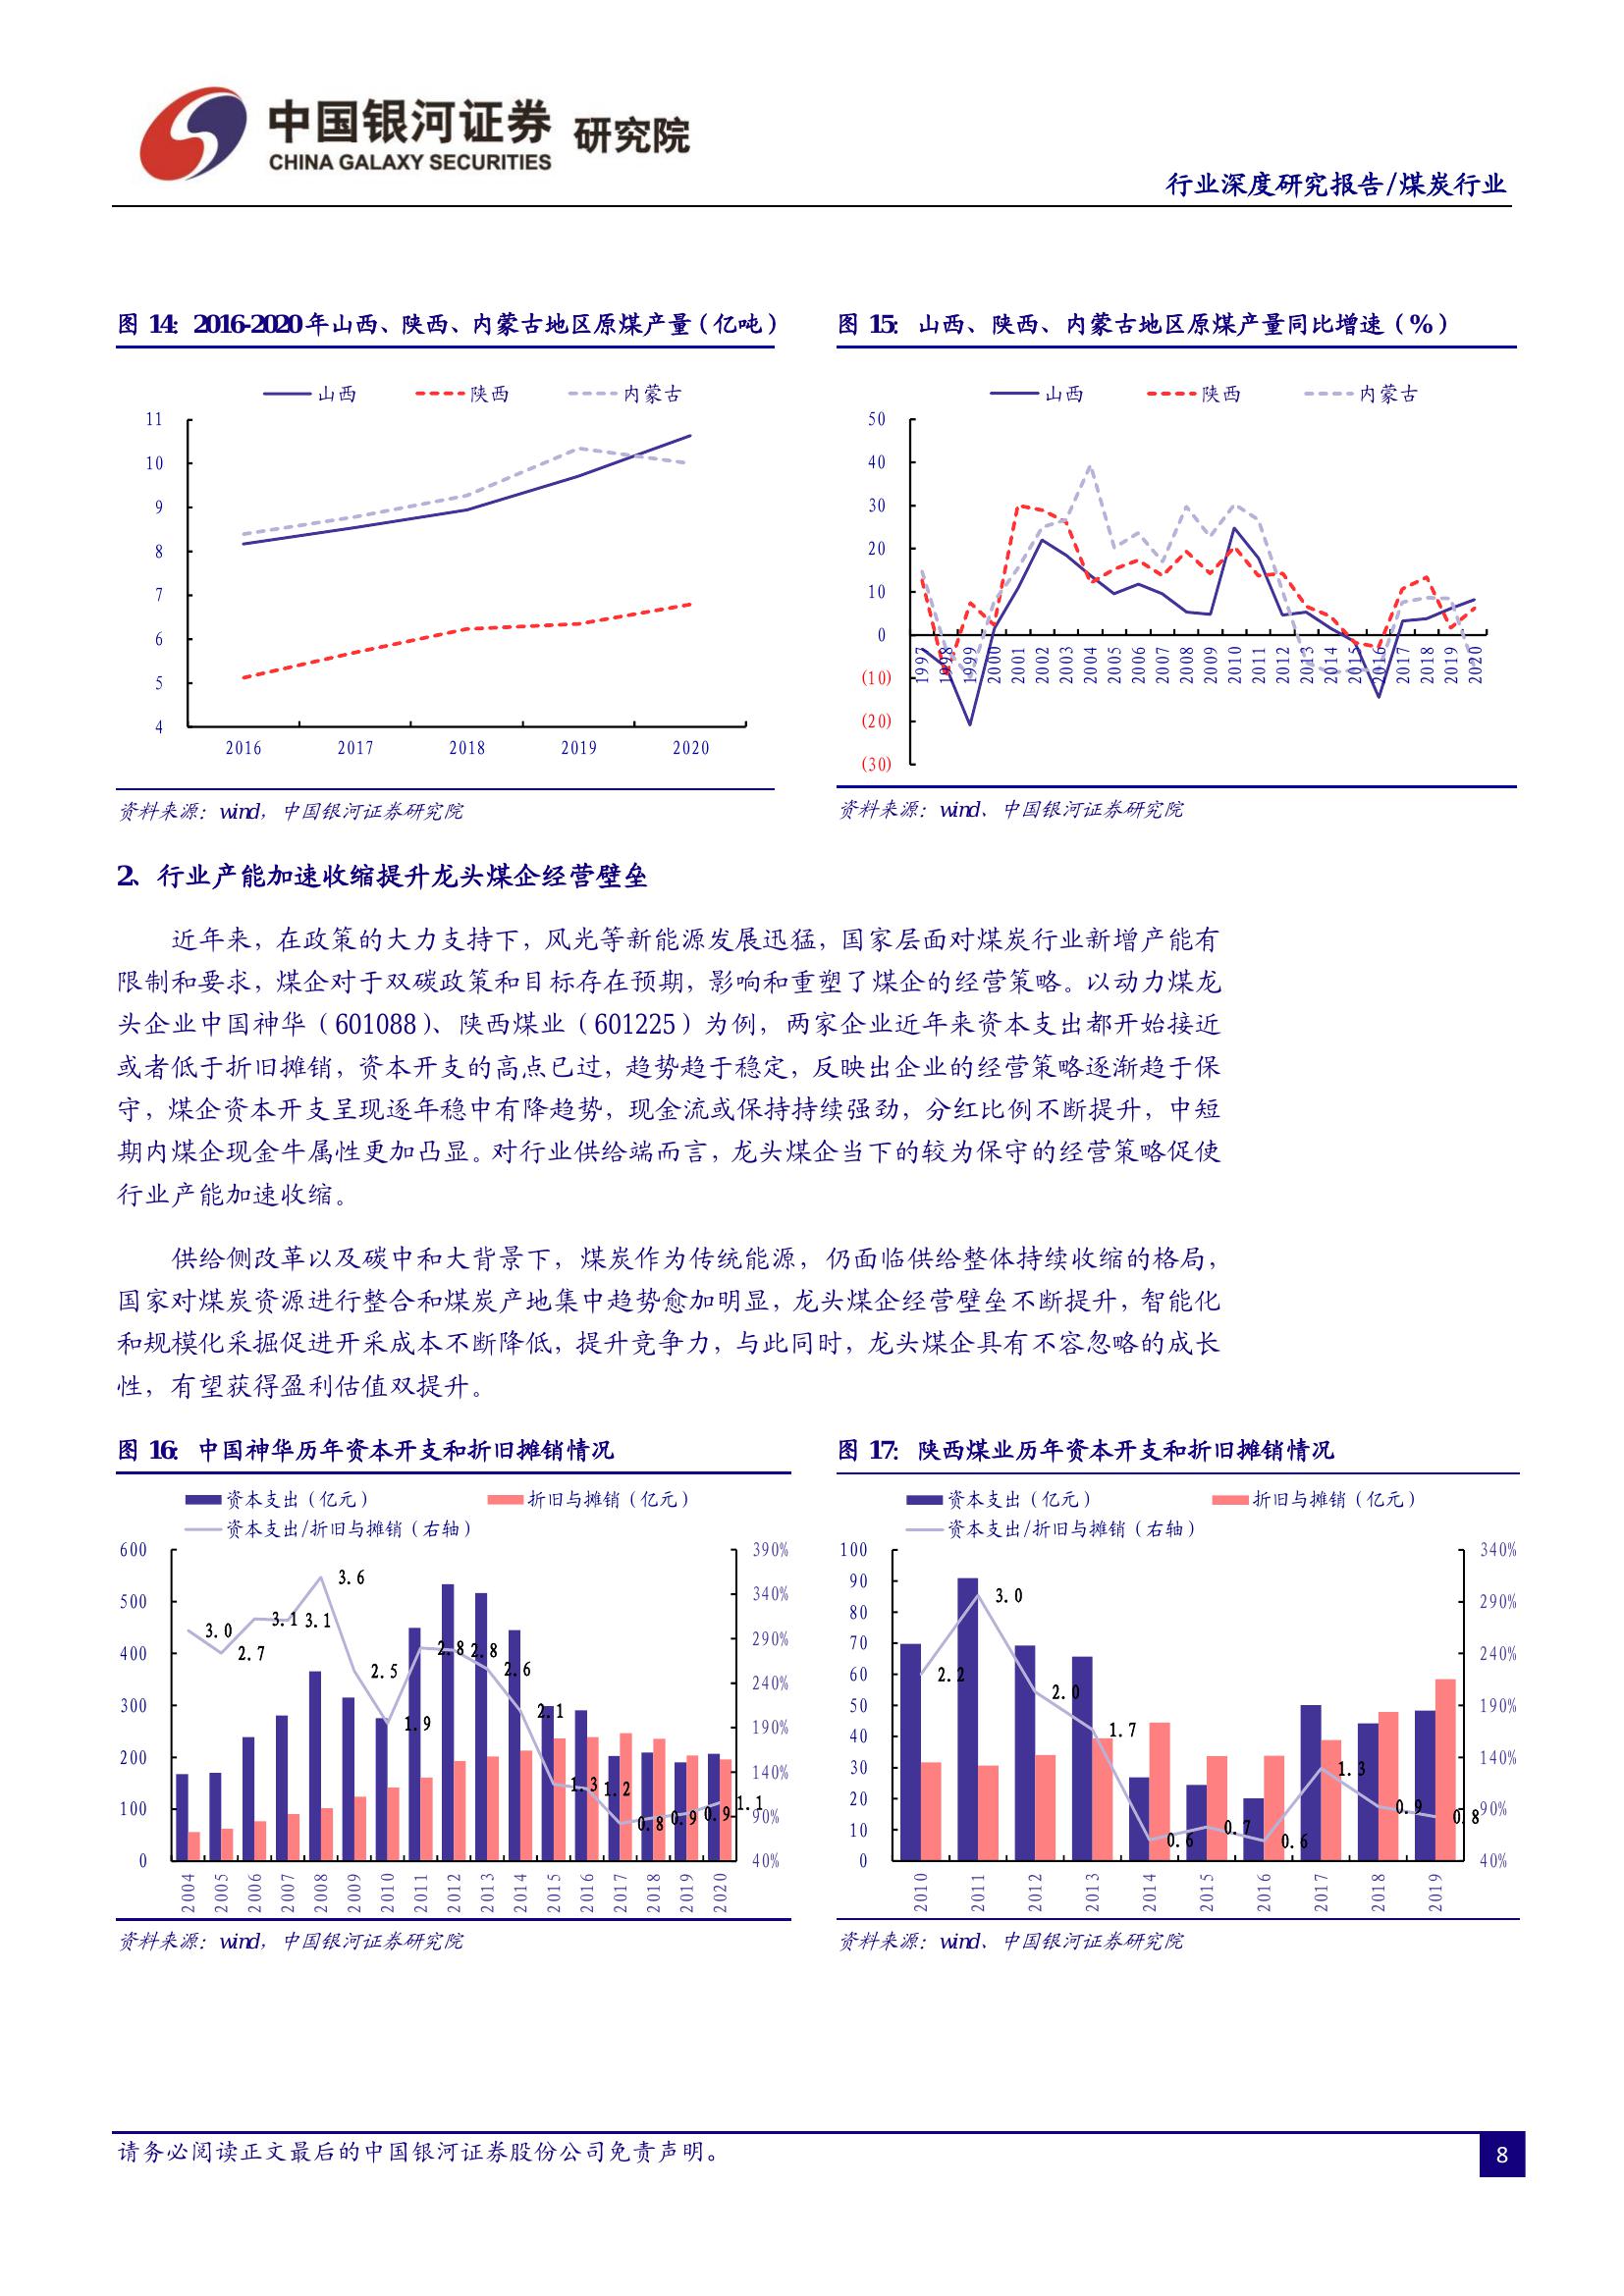 中国银河证券 研究院
CHINA GALAXY SECURITIES
行业深度研究报告/煤炭行业
图 14：2016-2020 年山西、陕西、内蒙古地区原煤产量（亿吨）
山西 陕西 内蒙古
11
10
9
8
7
6
5
4
2016 2017 2018 2019 2020
资料来源：wind，中国银河证券研究院
图 15：山西、陕西、内蒙古地区原煤产量同比增速（%）
山西 陕西 内蒙古
50
40
30
20
10
0
(10)
(20)
(30)
1997 1998 1999 2000 2001 2002 2003 2004 2005 2006 2007 2008 2009 2010 2011 2012 2013 2014 2015 2016 2017 2018 2019 2020
资料来源：wind、中国银河证券研究院
2、行业产能加速收缩提升龙头煤企经营壁垒
近年来，在政策的大力支持下，风光等新能源发展迅猛，国家层面对煤炭行业新增产能有
限制和要求，煤企对于双碳政策和目标存在预期，影响和重塑了煤企的经营策略。以动力煤龙
头企业中国神华（601088）、陕西煤业（601225）为例，两家企业近年来资本支出都开始接近
或者低于折旧摊销，资本开支的高点已过，趋势趋于稳定，反映出企业的经营策略逐渐趋于保
守，煤企资本开支呈现逐年稳中有降趋势，现金流或保持持续强劲，分红比例不断提升，中短
期内煤企现金牛属性更加凸显。对行业供给端而言，龙头煤企当下的较为保守的经营策略促使
行业产能加速收缩。
供给侧改革以及碳中和大背景下，煤炭作为传统能源，仍面临供给整体持续收缩的格局，
国家对煤炭资源进行整合和煤炭产地集中趋势愈加明显，龙头煤企经营壁垒不断提升，智能化
和规模化采掘促进开采成本不断降低，提升竞争力，与此同时，龙头煤企具有不容忽略的成长
性，有望获得盈利估值双提升。
图 16：中国神华历年资本开支和折旧摊销情况
资本支出（亿元） 折旧与摊销（亿元）
资本支出/折旧与摊销（右轴）
600
500
400
300
200
100
0
390%
340%
290%
240%
190%
140%
90%
40%
3.0 2.7 3.1 3.1 3.6 2.5 1.9 2.8 2.8 2.6 2.1 1.3 1.2 0.8 0.9 0.9 1.1
2004 2005 2006 2007 2008 2009 2010 2011 2012 2013 2014 2015 2016 2017 2018 2019 2020
资料来源：wind，中国银河证券研究院
图 17：陕西煤业历年资本开支和折旧摊销情况
资本支出（亿元） 折旧与摊销（亿元）
资本支出/折旧与摊销（右轴）
100
90
80
70
60
50
40
30
20
10
0
340%
290%
240%
190%
140%
90%
40%
2.2 3.0 2.0 1.7 0.6 0.7 0.6 1.3 0.9 0.8
2010 2011 2012 2013 2014 2015 2016 2017 2018 2019
资料来源：wind、中国银河证券研究院
请务必阅读正文最后的中国银河证券股份公司免责声明。
8